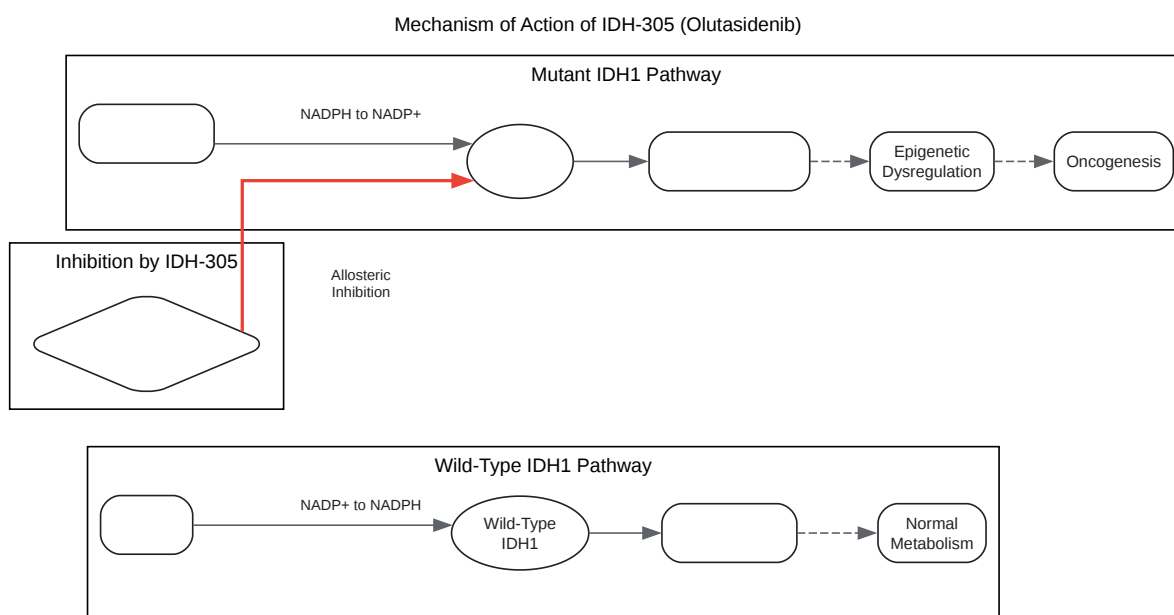 Mechanism of Action of IDH-305 (Olutasidenib)
Mutant IDH1 Pathway
NADPH to NADP+
Epigenetic
Dysregulation
Oncogenesis
Inhibition by IDH-305
Allosteric
Inhibition
Wild-Type IDH1 Pathway
NADP+ to NADPH
Wild-Type
IDH1
Normal
Metabolism